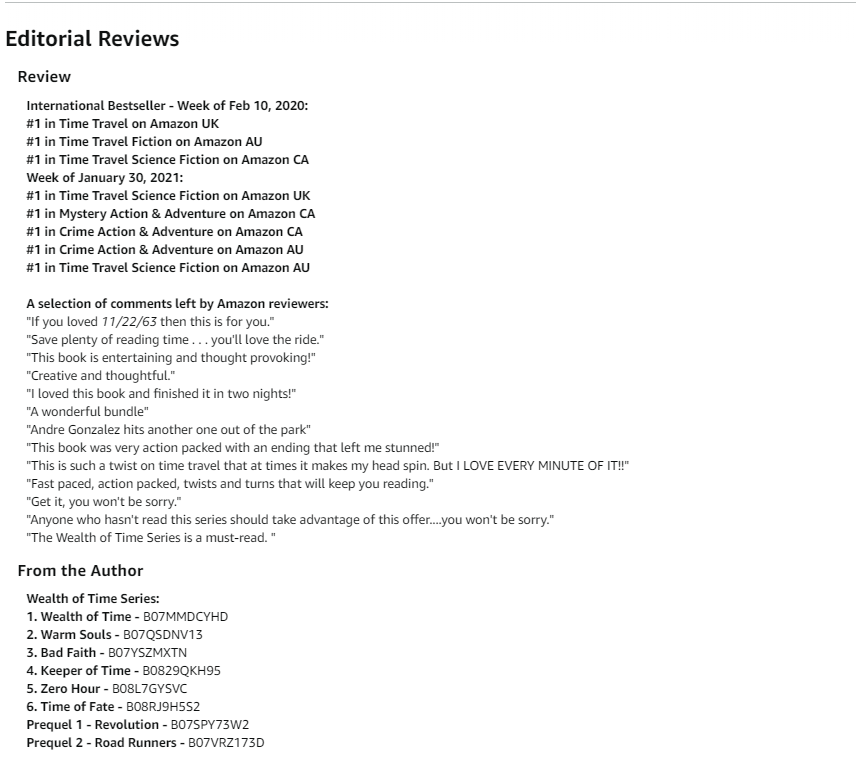 Editorial Reviews
Review
International Bestseller - Week of Feb 10, 2020:
#1 in Time Travel on Amazon UK
#1 in Time Travel Fiction on Amazon AU
#1 in Time Travel Science Fiction on Amazon CA
Week of January 30, 2021:
#1 in Time Travel Science Fiction on Amazon UK
#1 in Mystery Action & Adventure on Amazon CA
#1 in Crime Action & Adventure on Amazon CA
#1 in Crime Action & Adventure on Amazon AU
#1 in Time Travel Science Fiction on Amazon AU
A selection of comments left by Amazon reviewers:
"If you loved 11/22/63 then this is for you."
"Save plenty of reading time . . . you'll love the ride."
"This book is entertaining and thought provoking!"
"Creative and thoughtful."
"I loved this book and finished it in two nights!"
"A wonderful bundle"
"Andre Gonzalez hits another one out of the park"
"This book was very action packed with an ending that left me stunned!"
"This is such a twist on time travel that at times it makes my head spin. But I LOVE EVERY MINUTE OF IT!!"
"Fast paced, action packed, twists and turns that will keep you reading."
"Get it, you won't be sorry."
"Anyone who hasn't read this series should take advantage of this offer....you won't be sorry."
"The Wealth of Time Series is a must-read. "
From the Author
Wealth of Time Series:
1. Wealth of Time - B07MMDCYHD
2. Warm Souls - B07QSDNV13
3. Bad Faith - B07YSZMXTN
4. Keeper of Time - B0829QKH95
5. Zero Hour - B08L7GYSVC
6. Time of Fate - B08RJ9H5S2
Prequel 1 - Revolution - B07SPY73W2
Prequel 2 - Road Runners - B07VRZ173D